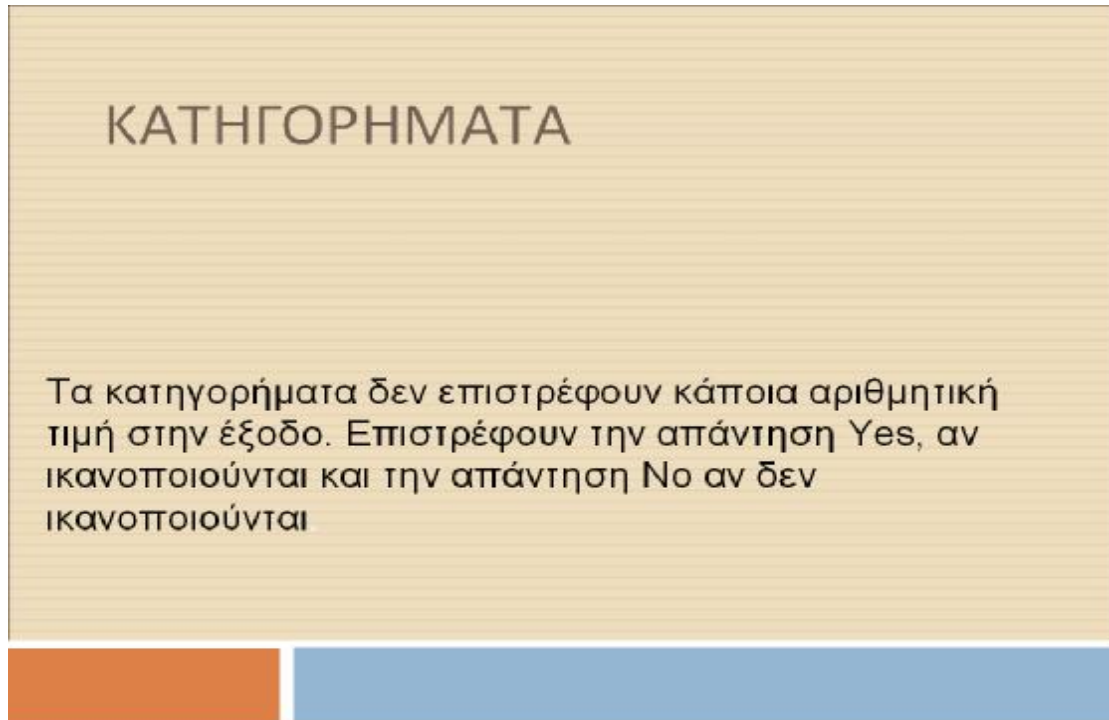 ΚΑΤΗΓΟΡΗΜΑΤΑ
Τα κατηγορήματα δεν επιστρέφουν κάποια αριθμητική
τιμή στην έξοδο. Επιστρέφουν την απάντηση Yes, αν
ικανοποιούνται και την απάντηση No αν δεν
ικανοποιούνται.